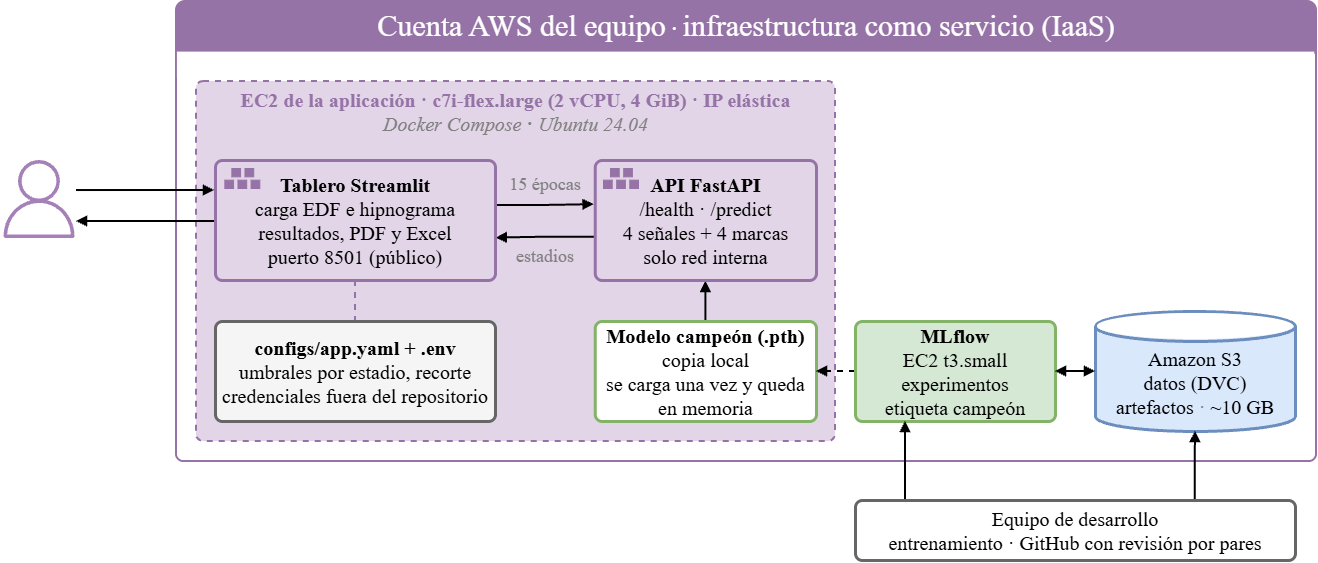 Cuenta AWS del equipo · infraestructura como servicio (IaaS)
EC2 de la aplicación · c7i-flex.large (2 vCPU, 4 GiB) · IP elástica
Docker Compose · Ubuntu 24.04
Tablero Streamlit
carga EDF e hipnograma
resultados, PDF y Excel
puerto 8501 (público)
15 épocas
estadios
API FastAPI
/health · /predict
4 señales + 4 marcas
solo red interna
configs/app.yaml + .env
umbrales por estadio, recorte
credenciales fuera del repositorio
Modelo campeón (.pth)
copia local
se carga una vez y queda
en memoria
MLflow
EC2 t3.small
experimentos
etiqueta campeón
Amazon S3
datos (DVC)
artefactos · ~10 GB
Equipo de desarrollo
entrenamiento · GitHub con revisión por pares